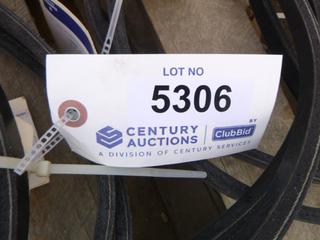 LOT NO
5306
CENTURY AUCTIONS BY ClubBid
A DIVISION OF CENTURY SERVICES